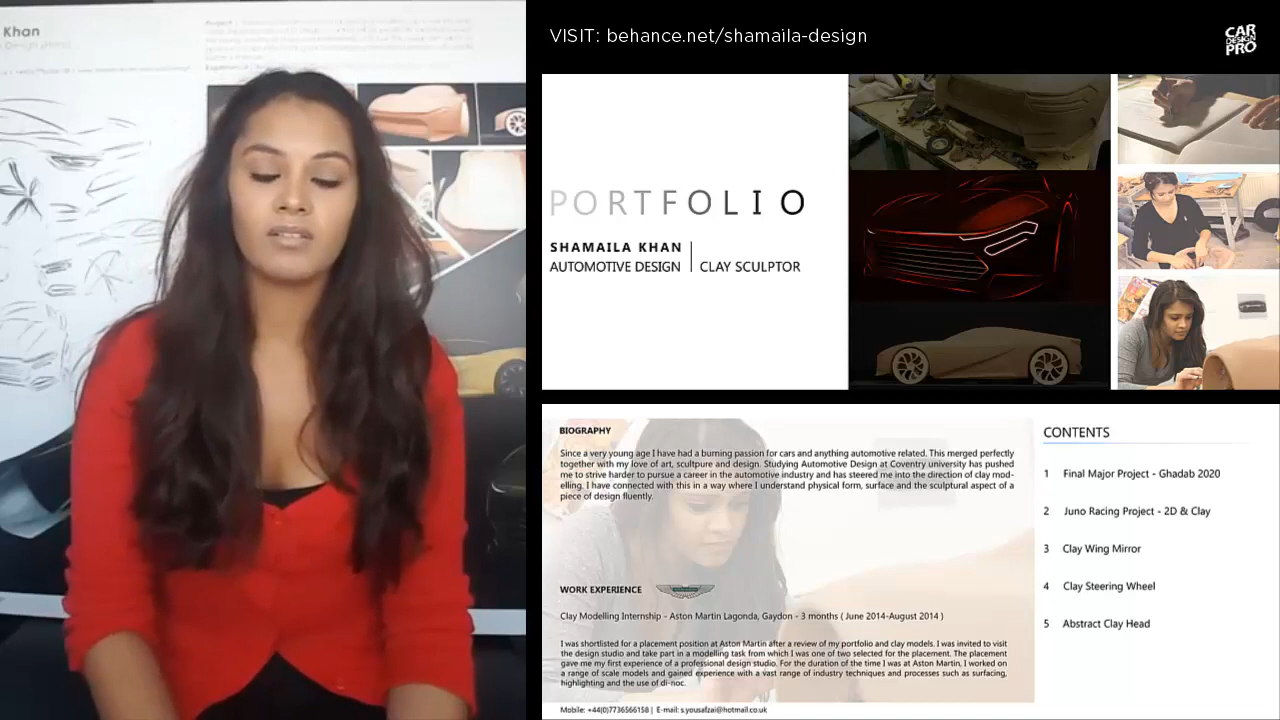 Khan
VISIT: behance.net/shamaila-design
CAR
DESIGN
PRO
PORTFOLIO
SHAMAILA KHAN
AUTOMOTIVE DESIGN
CLAY SCULPTOR
BIOGRAPHY
Since a very young age I have had a burning passion for cars and anything automotive related. This merged perfectly
together with my love of art, scultpure and design. Studying Automotive Design at Coventry university has pushed
me to strive harder to pursue a career in the automotive industry and has steered me into the direction of clay mod-
elling. I have connected with this in a way where I understand physical form, surface and the sculptural aspect of a
piece of design fluently.
WORK EXPERIENCE
Clay Modelling Internship - Aston Martin Lagonda, Gaydon - 3 months ( June 2014-August 2014 )
I was shortlisted for a placement position at Aston Martin after a review of my portfolio and clay models. I was invited to visit
the design studio and take part in a modelling task from which I was one of two selected for the placement. The placement
gave me my first experience of a professional design studio. For the duration of the time I was at Aston Martin, I worked on
a range of scale models and gained experience with a vast range of industry techniques and processes such as surfacing,
highlighting and the use of di-noc.
Mobile: +44(0)7736566158 | E-mail: s.yousafzai@hotmail.co.uk
CONTENTS
1 Final Major Project - Ghadab 2020
2 Juno Racing Project - 2D & Clay
3 Clay Wing Mirror
4 Clay Steering Wheel
5 Abstract Clay Head